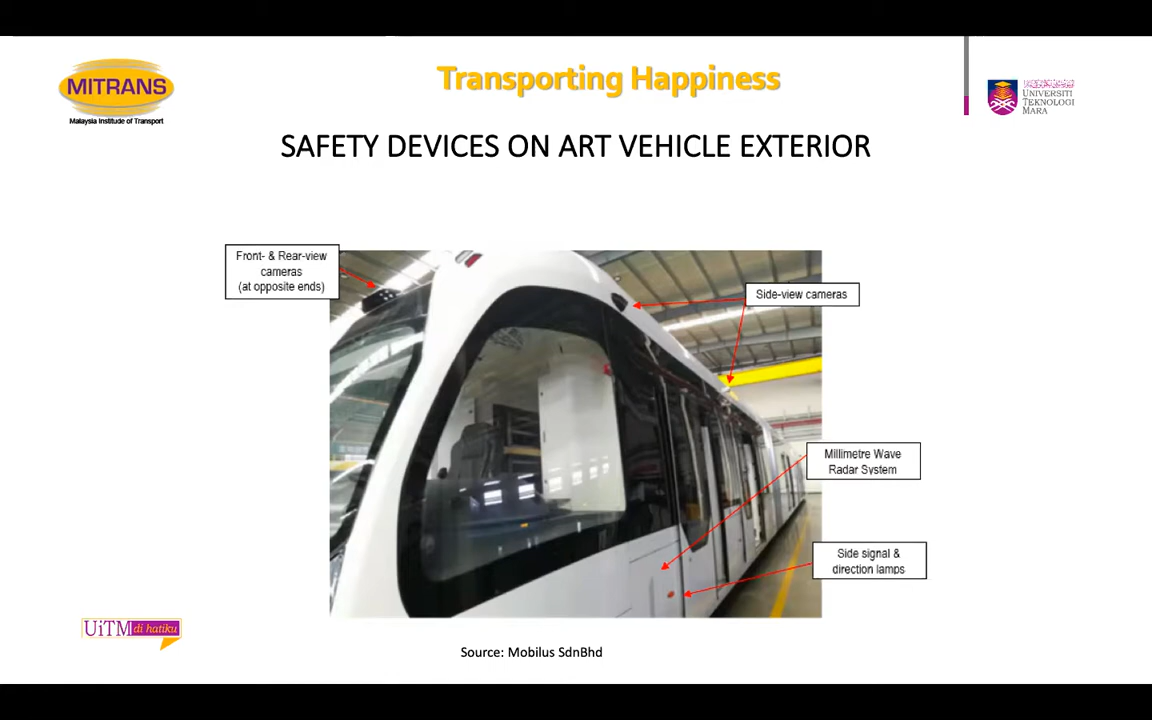 MITRANS
Malaysia Institute of Transport
Transporting Happiness
UNIVERSITI
TEKNOLOGI
MARA
SAFETY DEVICES ON ART VEHICLE EXTERIOR
Front- & Rear-view
cameras
(at opposite ends)
Side-view cameras
Millimetre Wave
Radar System
Side signal &
direction lamps
UiTM di hatiku
Source: Mobilus SdnBhd